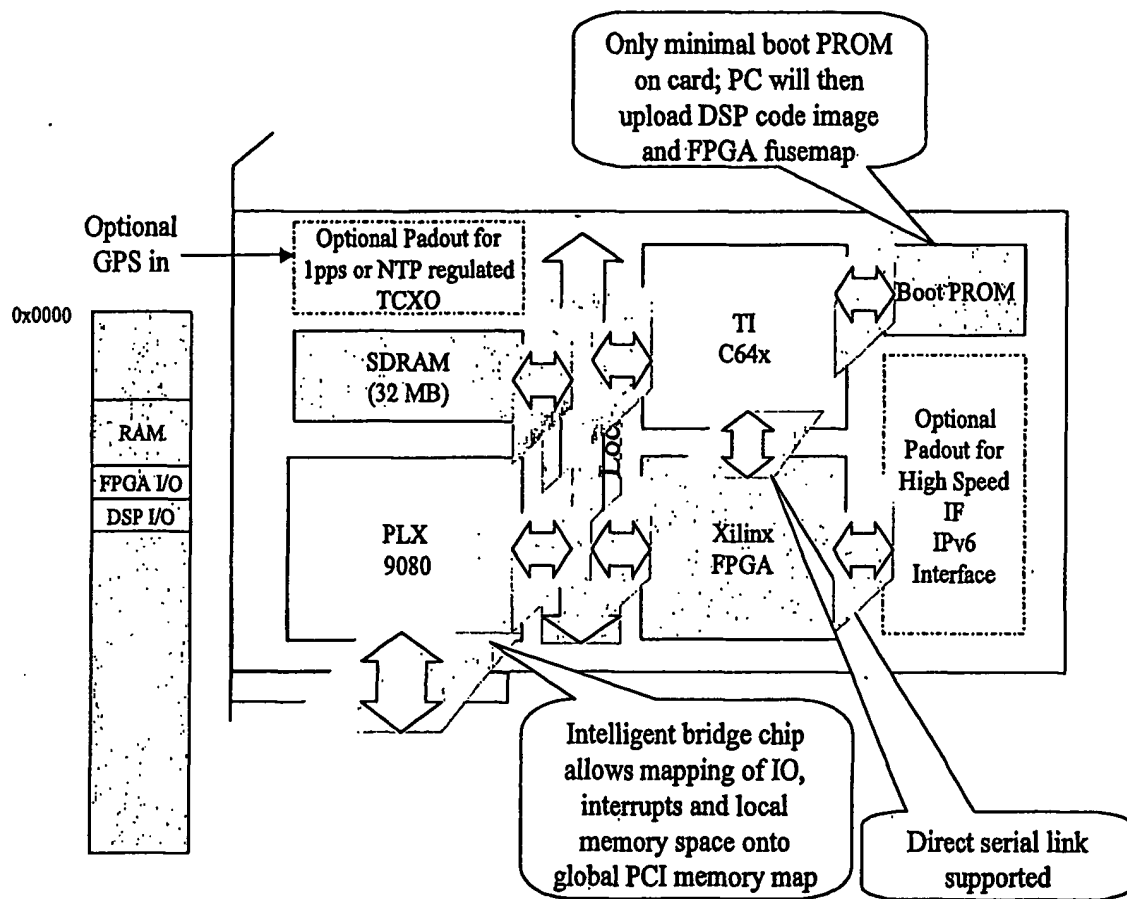 Only minimal boot PROM
on card; PC will then
upload DSP code image
and FPGA fusemap
Optional
GPS in
Optional Padout for
1pps or NTP regulated
TCXO
0x0000
SDRAM
(32 MB)
TI
C64x
Boot PROM
RAM
FPGA I/O
DSP I/O
PLX
9080
Xilinx
FPGA
Optional
Padout for
High Speed
IF
IPv6
Interface
Intelligent bridge chip
allows mapping of IO,
interrupts and local
memory space onto
global PCI memory map
Direct serial link
supported